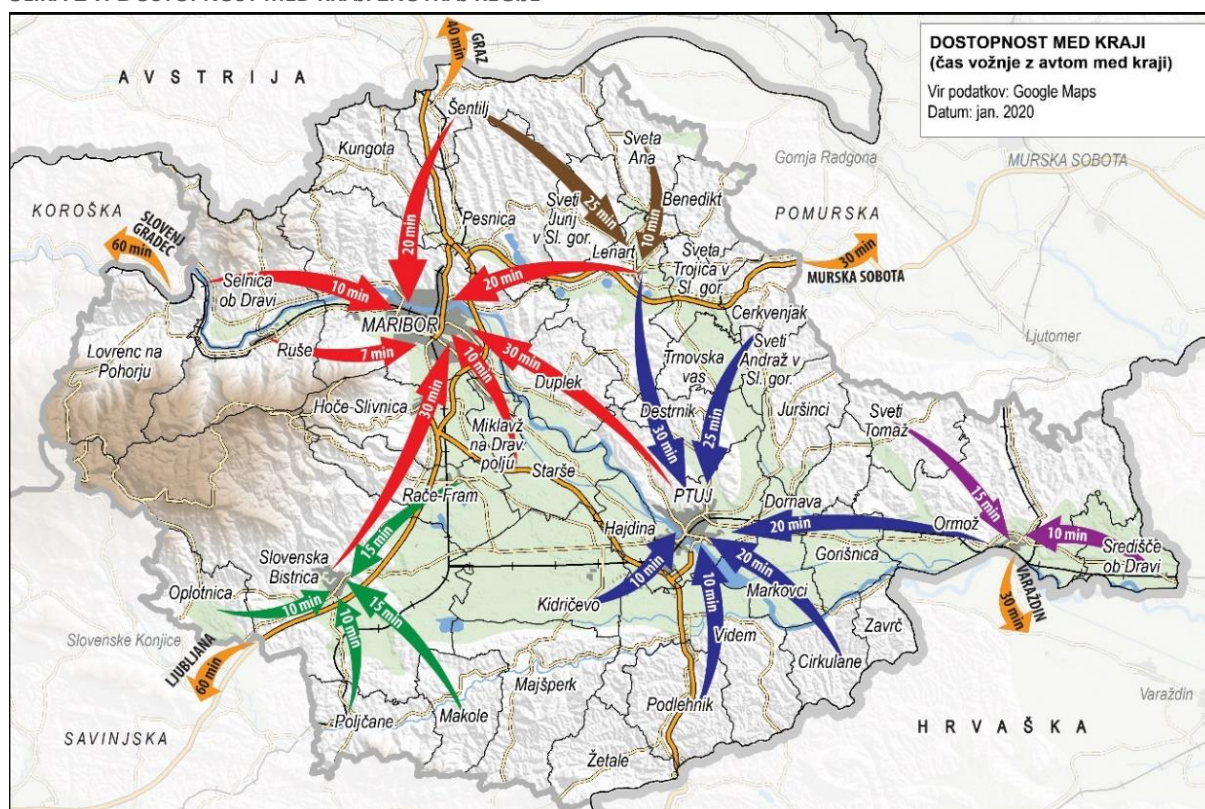 DOSTOPNOST MED KRAJI
(čas vožnje z avtom med kraji)
Vir podatkov: Google Maps
Datum: jan. 2020
AVSTRIJA
40 min
GRAZ
Šentilj
Kungota
Sveta
Ana
Gornja Radgona
MURSKA SOBOTA
KOROŠKA
SLOVENJ
GRADEC
60 min
20 min
Pesnica
25 min
Sveti
Jurij v
Sl. gor.
10 min
Benedikt
POMURSKA
Lenart
Sveta
Trojica v
Sl. gor.
30 min
MURSKA SOBOTA
Selnica
ob Dravi
10 min
20 min
MARIBOR
Cerkvenjak
Ljutomer
Lovrenc na
Pohorju
Ruše
7 min
30 min
10 min
30 min
Duplek
Trnovska
vas
Sveti
Andraž v
Sl. gor.
Hoče-Slivnica
Miklavž
na Drav.
polju
Destrnik
30 min
25 min
Juršinci
Sveti
Tomaž
Starše
Rače-Fram
PTUJ
Dornava
15 min
Hajdina
20 min
Ormož
10 min
Središče
ob Dravi
Slovenska
Bistrica
15 min
Gorišnica
Oplotnica
10 min
10 min
15 min
Kidričevo
10 min
10 min
20 min
Markovci
VARAŽDIN
30 min
Slovenske Konjice
LJUBLJANA
60 min
Videm
Zavrč
Cirkulane
Poljčane
Makole
Majšperk
Podlehnik
Varaždin
SAVINJSKA
Žetale
HRVAŠKA